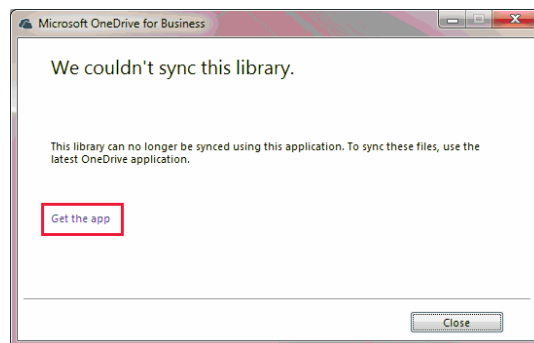 Microsoft OneDrive for Business
We couldn't sync this library.
This library can no longer be synced using this application. To sync these files, use the
latest OneDrive application.
Get the app
Close